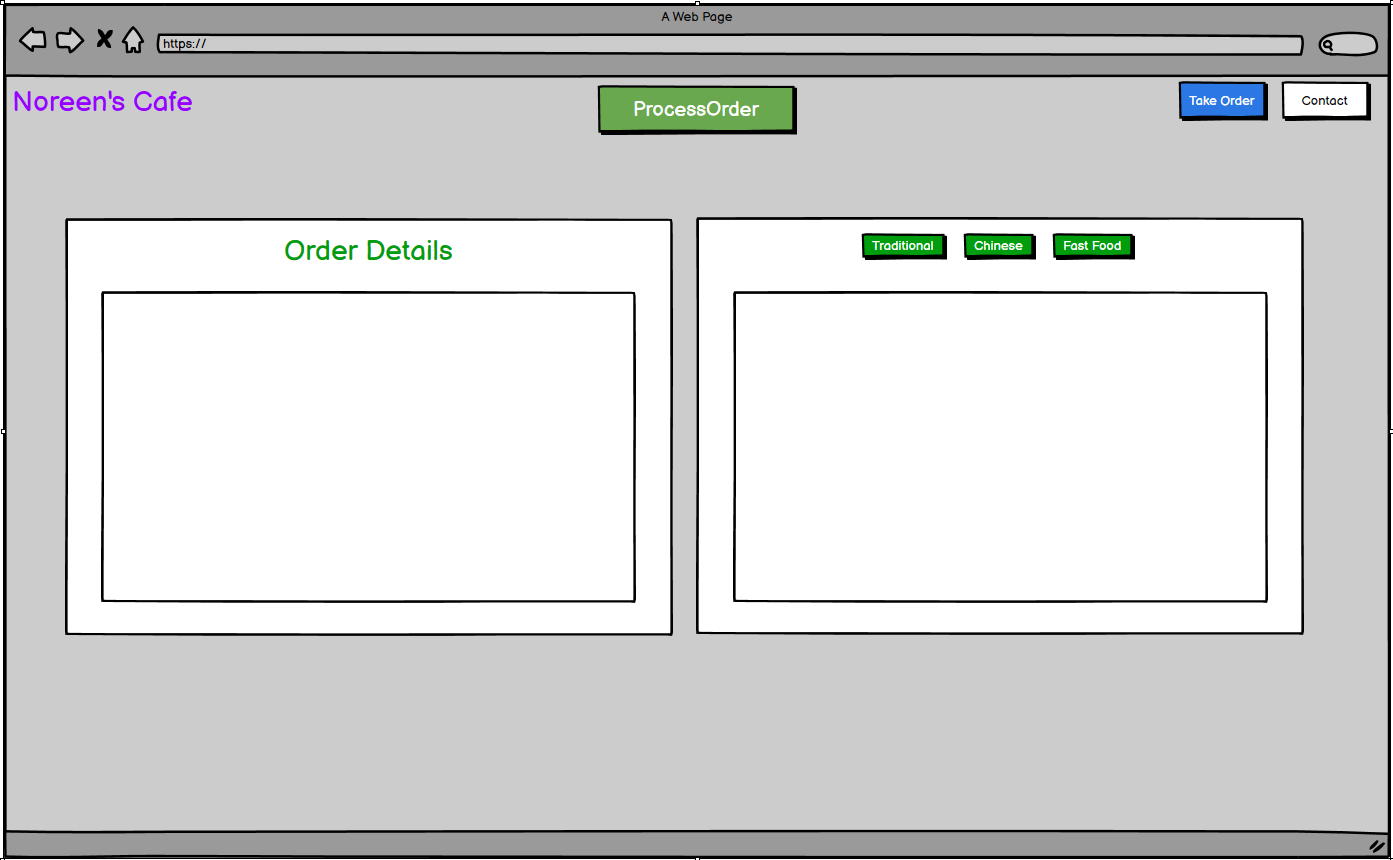 A Web Page
https://
Noreen's Cafe
ProcessOrder
Take Order
Contact
Order Details
Traditional
Chinese
Fast Food